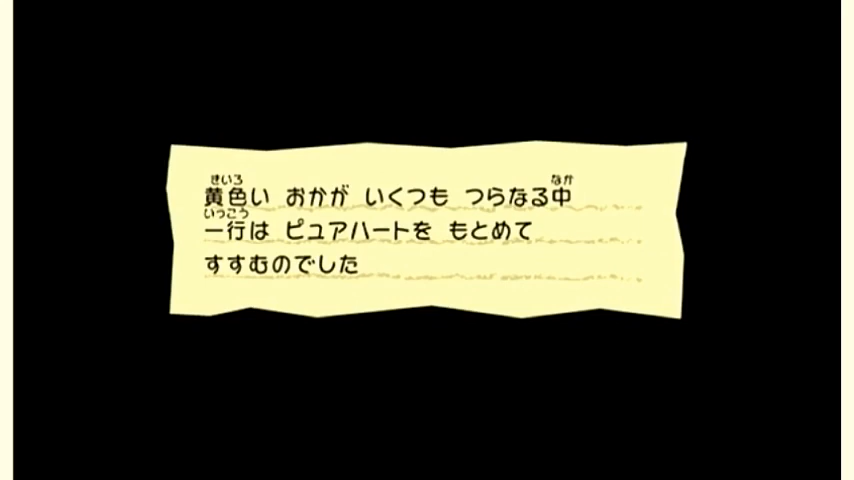 黄色い おかが いくつも つらなる中
一行は ピュアハートを もとめて
すすむのでした